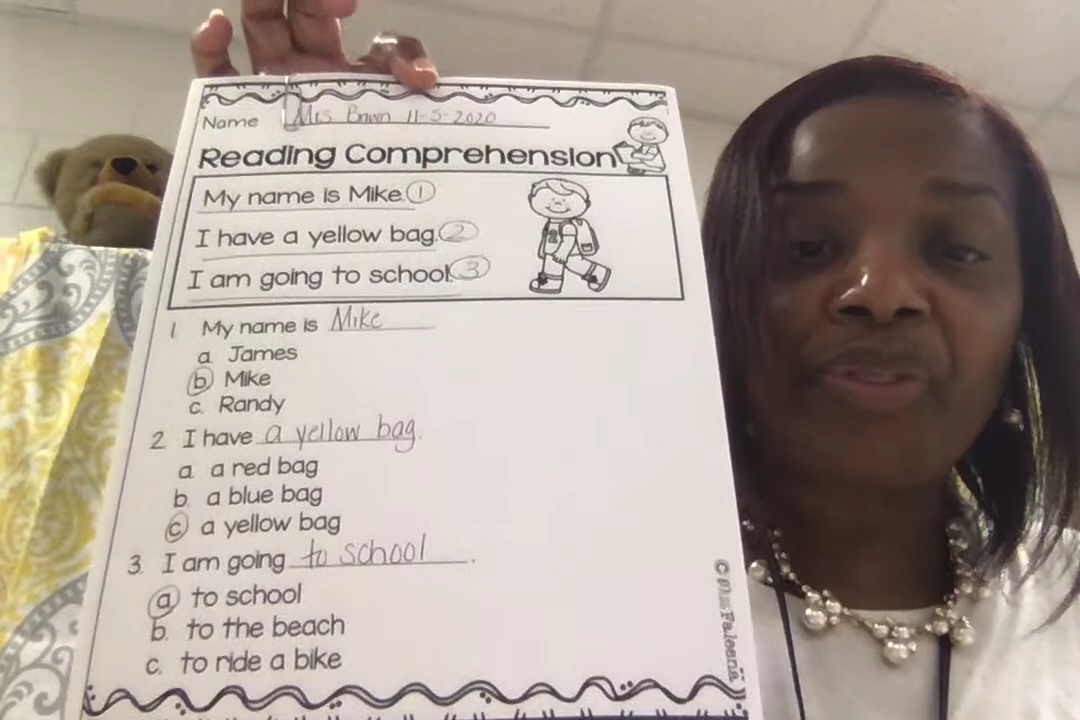 Name Mrs Brown 11-5-2020
Reading Comprehension
My name is Mike. 1
I have a yellow bag. 2
I am going to school. 3
1 My name is Mike
a. James
b. Mike
c. Randy
2 I have a yellow bag.
a. a red bag
b. a blue bag
c. a yellow bag
3. I am going to school.
a. to school
b. to the beach
c. to ride a bike
©